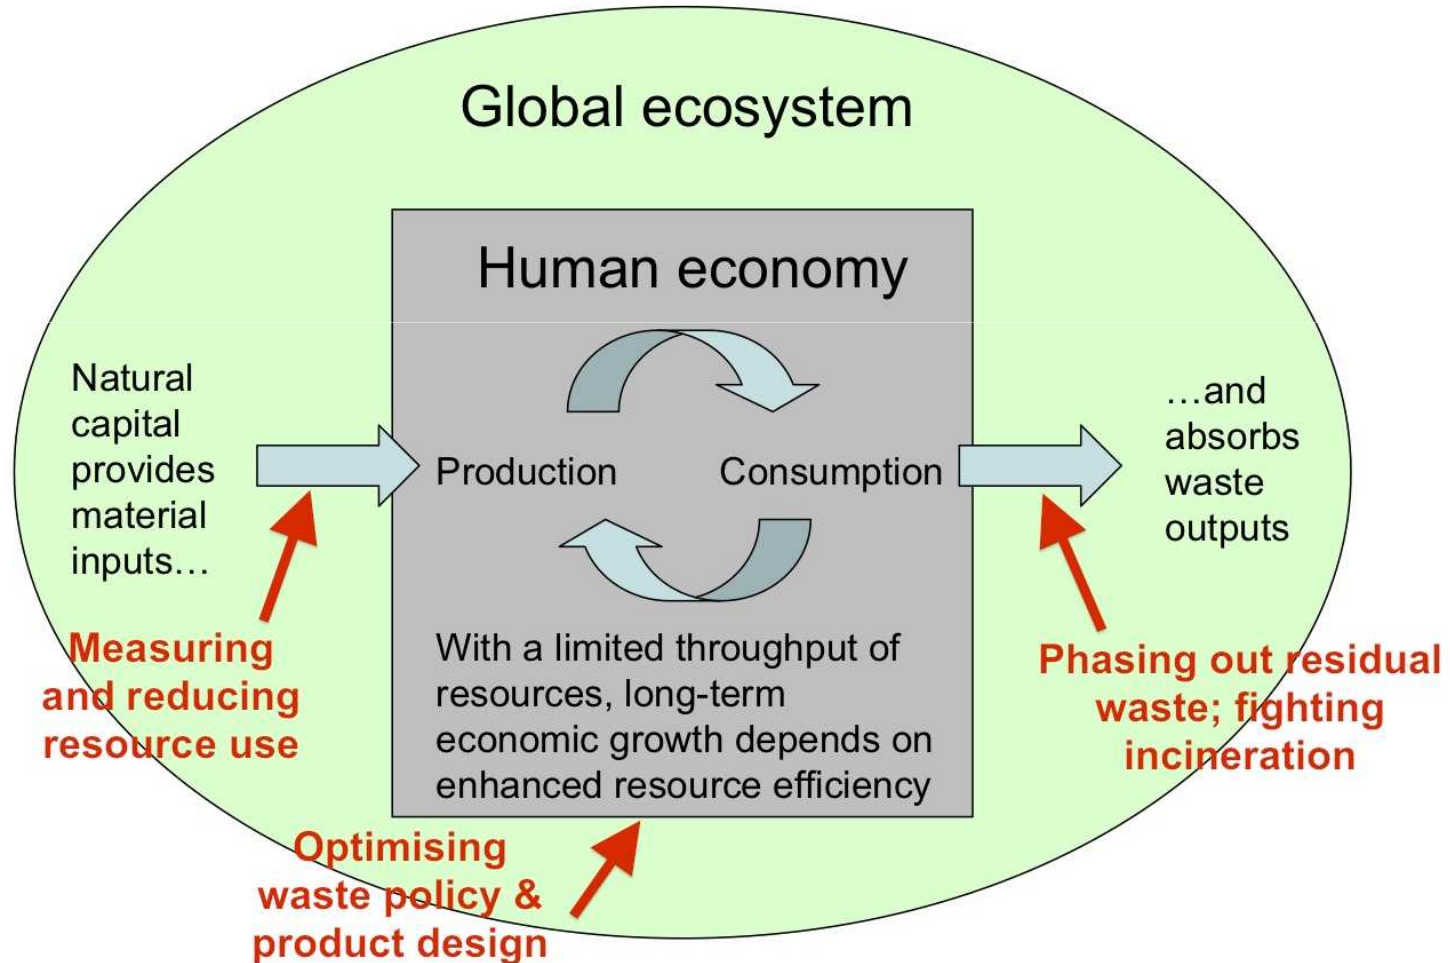 Global ecosystem
Human economy
Natural
capital
provides
material
inputs…
Production
Consumption
…and
absorbs
waste
outputs
With a limited throughput of
resources, long-term
economic growth depends on
enhanced resource efficiency
Measuring
and reducing
resource use
Phasing out residual
waste; fighting
incineration
Optimising
waste policy &
product design